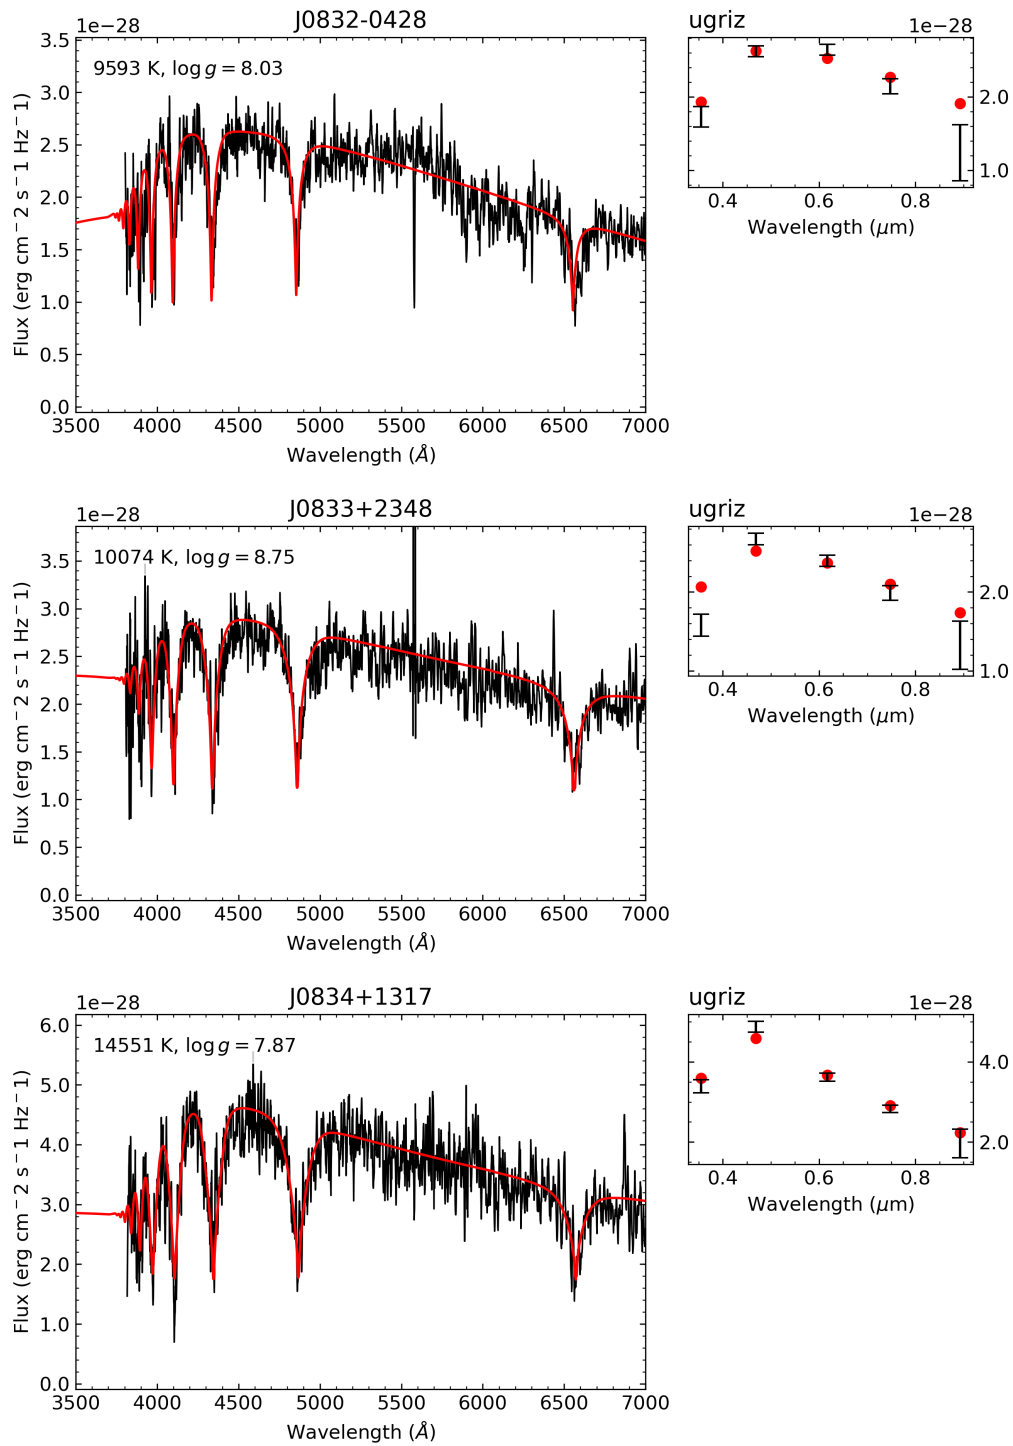 J0832-0428
1e−28
9593 K, log g = 8.03
3.5
3.0
2.5
2.0
1.5
1.0
0.5
0.0
Flux (erg cm−2 s−1 Hz−1)
3500 4000 4500 5000 5500 6000 6500 7000
Wavelength (Å)
ugriz
1e−28
2.0
1.0
0.4 0.6 0.8
Wavelength (μm)
J0833+2348
1e−28
10074 K, log g = 8.75
3.5
3.0
2.5
2.0
1.5
1.0
0.5
0.0
Flux (erg cm−2 s−1 Hz−1)
3500 4000 4500 5000 5500 6000 6500 7000
Wavelength (Å)
ugriz
1e−28
2.0
1.0
0.4 0.6 0.8
Wavelength (μm)
J0834+1317
1e−28
14551 K, log g = 7.87
6.0
5.0
4.0
3.0
2.0
1.0
0.0
Flux (erg cm−2 s−1 Hz−1)
3500 4000 4500 5000 5500 6000 6500 7000
Wavelength (Å)
ugriz
1e−28
4.0
2.0
0.4 0.6 0.8
Wavelength (μm)